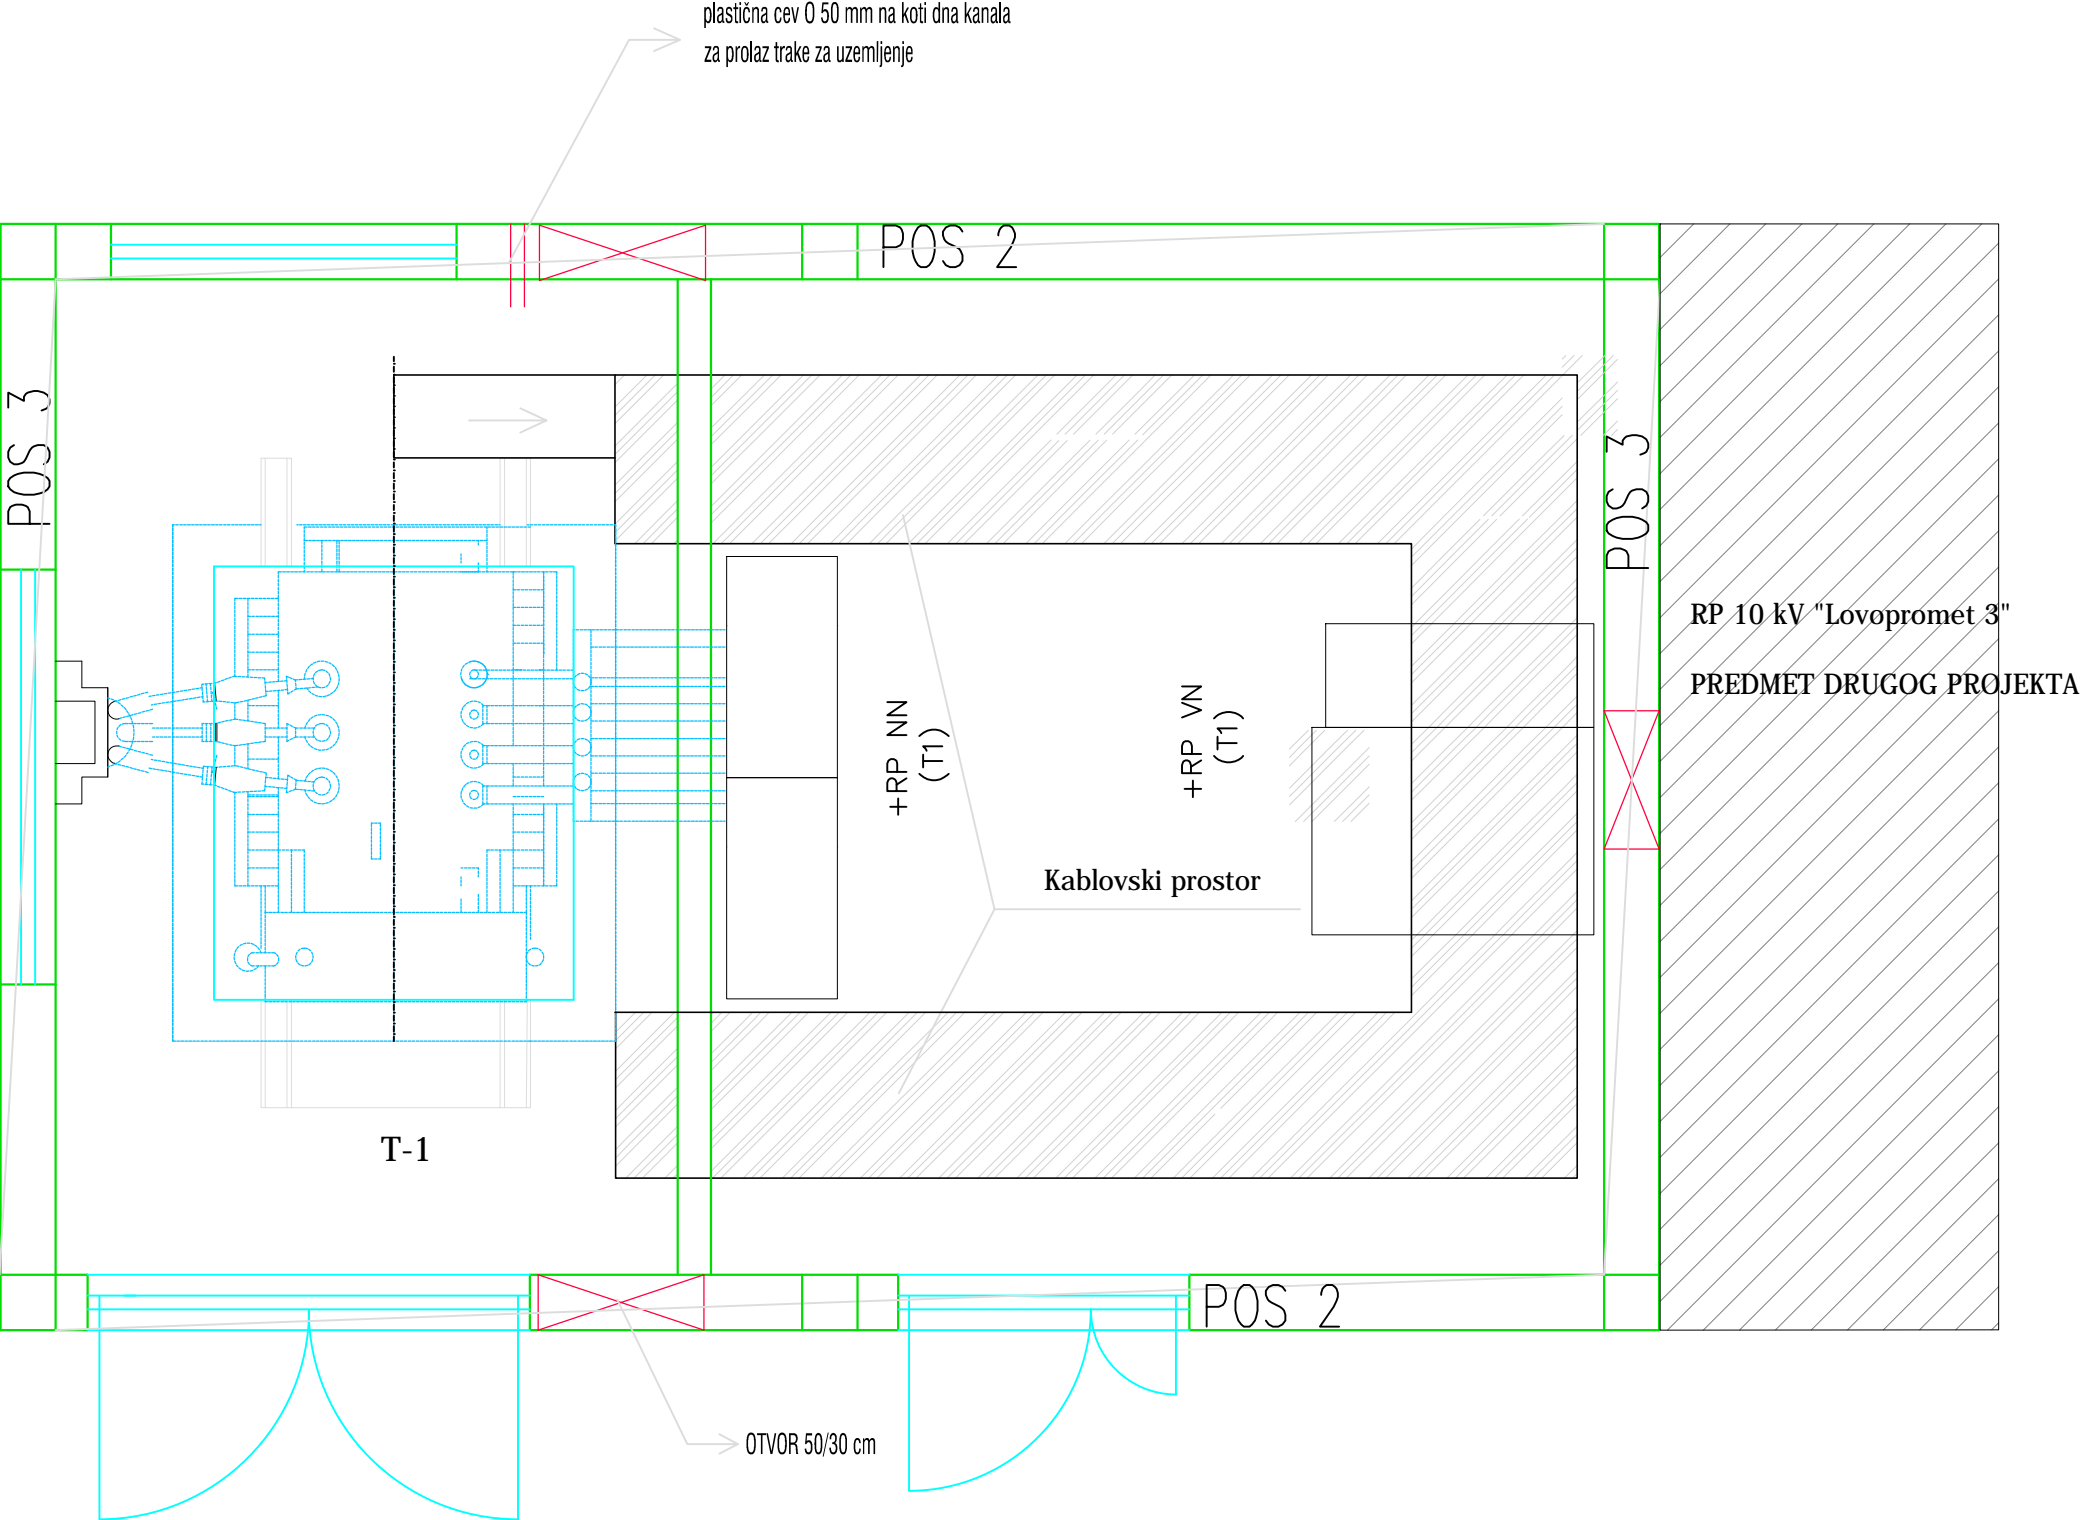 plastična cev O 50 mm na koti dna kanala
za prolaz trake za uzemljenje
POS 2
POS 3
POS 3
RP 10 kV "Lovopromet 3"
PREDMET DRUGOG PROJEKTA
+RP NN
(T1)
+RP VN
(T1)
Kablovski prostor
T-1
POS 2
OTVOR 50/30 cm